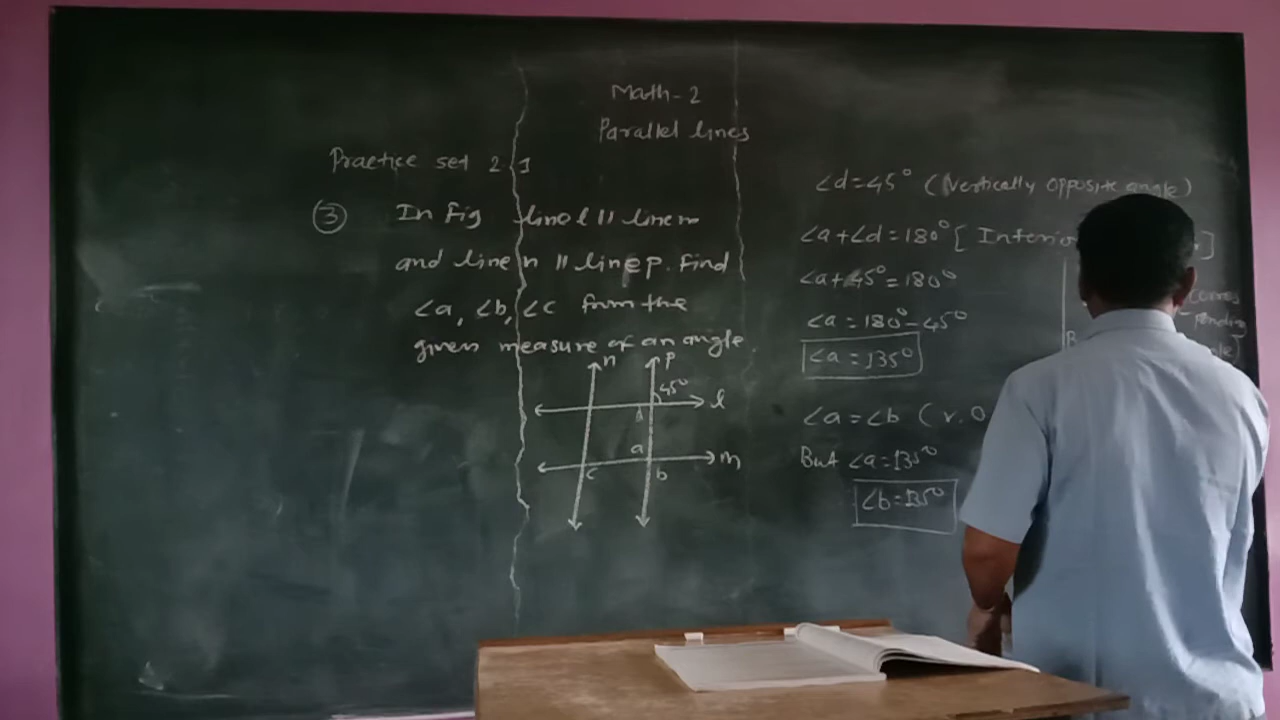 Math-2
Parallel lines
Practice set 2.1
③ In fig line l || line m
and line n || line p. Find
∠a, ∠b, ∠c from the
given measure of an angle
n p
45°
l
d
a
m
c b
∠d=45° (Vertically opposite angle)
∠a+∠d=180° [
∠a+45°=180°
∠a=180°-45°
∠a=135°
∠a=∠b (v.O
But ∠a=135°
∠b=135°